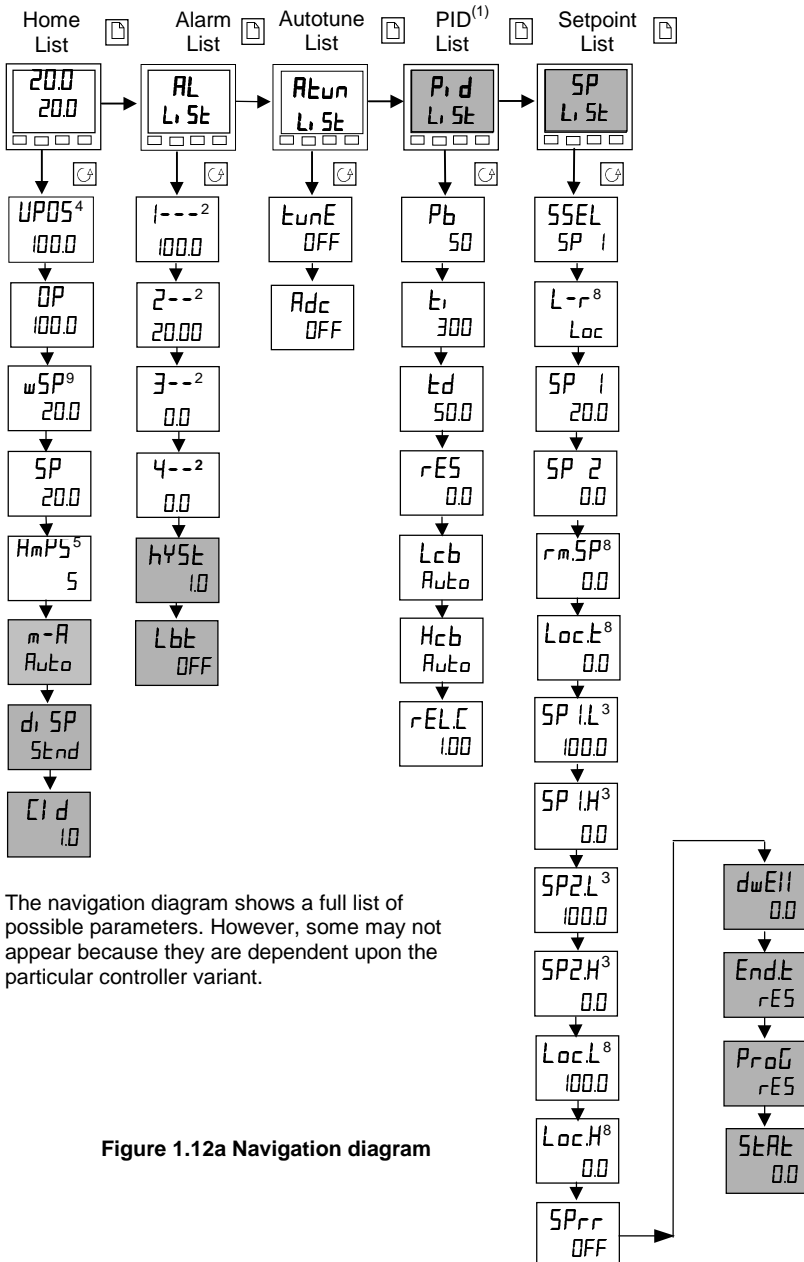 Home List
Alarm List
Autotune List
PID(1) List
Setpoint List
20.0
20.0
AL
LiSt
Atun
LiSt
Pid
LiSt
SP
LiSt
UPOS4
100.0
OP
100.0
wSP9
20.0
SP
20.0
HmPS5
5
m-A
Auto
diSP
Stnd
CId
1.0
1---2
100.0
2--2
20.00
3--2
0.0
4--2
0.0
hYSt
1.0
Lbt
OFF
tunE
OFF
Adc
OFF
Pb
50
ti
300
td
50.0
rES
0.0
Lcb
Auto
Hcb
Auto
rEL.C
1.00
SSEL
SP 1
L-r8
Loc
SP 1
20.0
SP 2
0.0
rm.SP8
0.0
Loc.t8
0.0
SP 1.L3
100.0
SP 1.H3
0.0
SP2.L3
100.0
SP2.H3
0.0
Loc.L8
100.0
Loc.H8
0.0
SPrr
OFF
dwEll
0.0
End.t
rES
ProG
rES
StAt
0.0
The navigation diagram shows a full list of
possible parameters. However, some may not
appear because they are dependent upon the
particular controller variant.
Figure 1.12a Navigation diagram